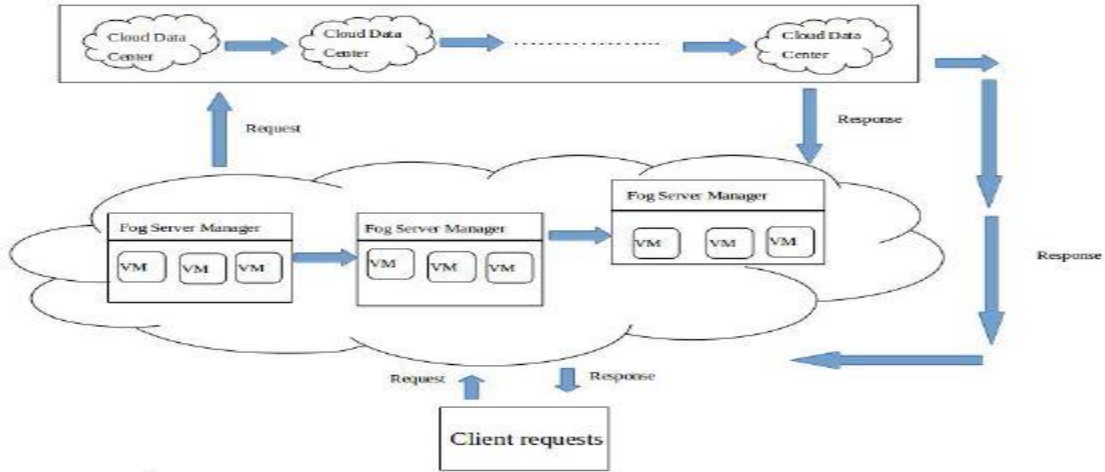 Cloud Data
Center
Cloud Data
Center
Cloud Data
Center
Request
Response
Fog Server Manager
VM
VM
VM
Fog Server Manager
VM
VM
VM
Fog Server Manager
VM
VM
VM
Response
Request
Response
Client requests